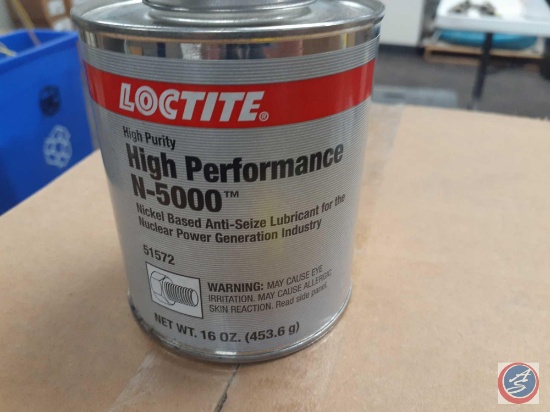 LOCTITE®
High Purity
High Performance
N-5000™
Nickel Based Anti-Seize Lubricant for the
Nuclear Power Generation Industry
51572
WARNING: MAY CAUSE EYE
IRRITATION. MAY CAUSE ALLERGIC
SKIN REACTION. Read side panel.
NET WT. 16 OZ. (453.6 g)